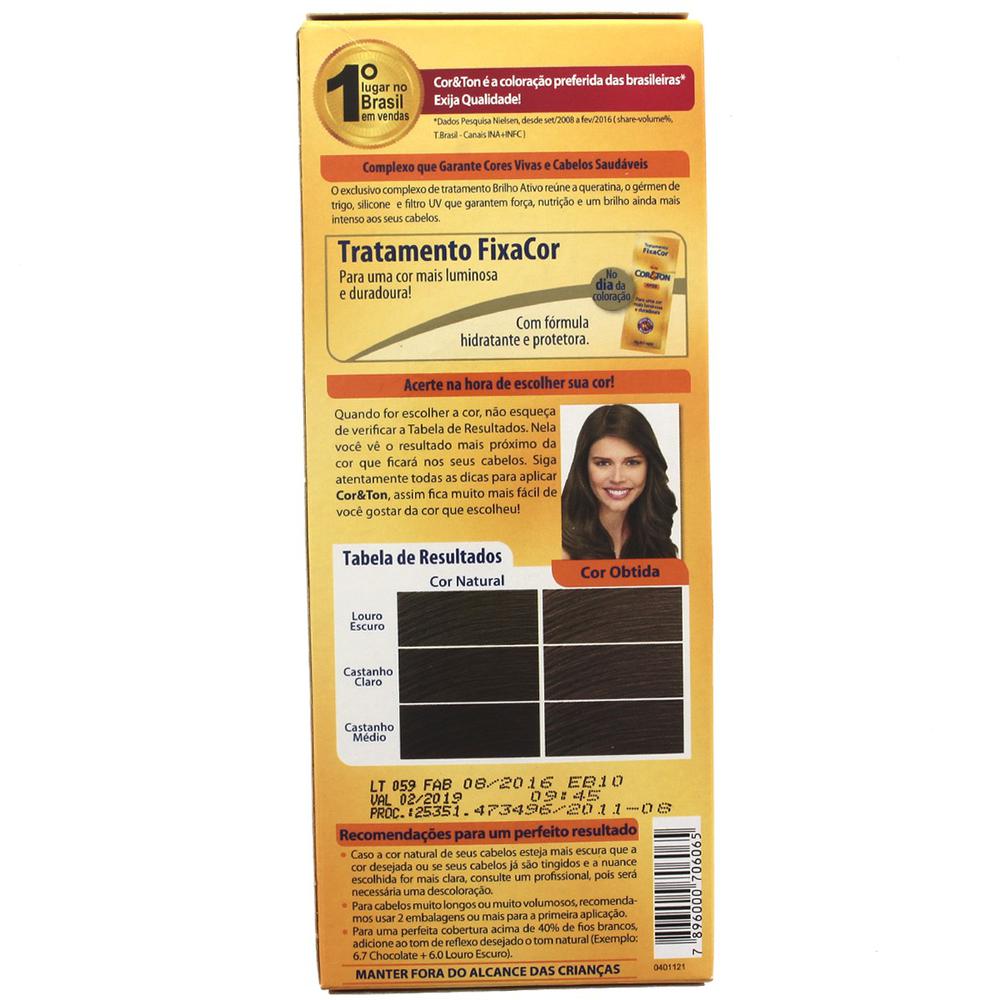 1º
lugar no
Brasil
em vendas
Cor&Ton é a coloração preferida das brasileiras*
Exija Qualidade!
*Dados Pesquisa Nielsen, desde set/2008 a fev/2016 ( share-volume%,
T.Brasil - Canais INA+INFC )
Complexo que Garante Cores Vivas e Cabelos Saudáveis
O exclusivo complexo de tratamento Brilho Ativo reúne a queratina, o gérmen de
trigo, silicone e filtro UV que garantem força, nutrição e um brilho ainda mais
intenso aos seus cabelos.
Tratamento FixaCor
Para uma cor mais luminosa
e duradoura!
No
dia da
coloração
Tratamento
FixaCor
COR&TON
Para uma cor
mais luminosa
e duradoura
Com fórmula
hidratante e protetora.
Acerte na hora de escolher sua cor!
Quando for escolher a cor, não esqueça
de verificar a Tabela de Resultados. Nela
você vê o resultado mais próximo da
cor que ficará nos seus cabelos. Siga
atentamente todas as dicas para aplicar
Cor&Ton, assim fica muito mais fácil de
você gostar da cor que escolheu!
Tabela de Resultados
Cor Natural
Cor Obtida
Louro
Escuro
Castanho
Claro
Castanho
Médio
LT 059 FAB 08/2016 EB10
VAL 02/2019 09:45
PROC.:25351.473496/2011-08
Recomendações para um perfeito resultado
• Caso a cor natural de seus cabelos esteja mais escura que a
cor desejada ou se seus cabelos já são tingidos e a nuance
escolhida for mais clara, consulte um profissional, pois será
necessária uma descoloração.
• Para cabelos muito longos ou muito volumosos, recomenda-
mos usar 2 embalagens ou mais para a primeira aplicação.
• Para uma perfeita cobertura acima de 40% de fios brancos,
adicione ao tom de reflexo desejado o tom natural (Exemplo:
6.7 Chocolate + 6.0 Louro Escuro).
MANTER FORA DO ALCANCE DAS CRIANÇAS
7 896000 706065
0401121